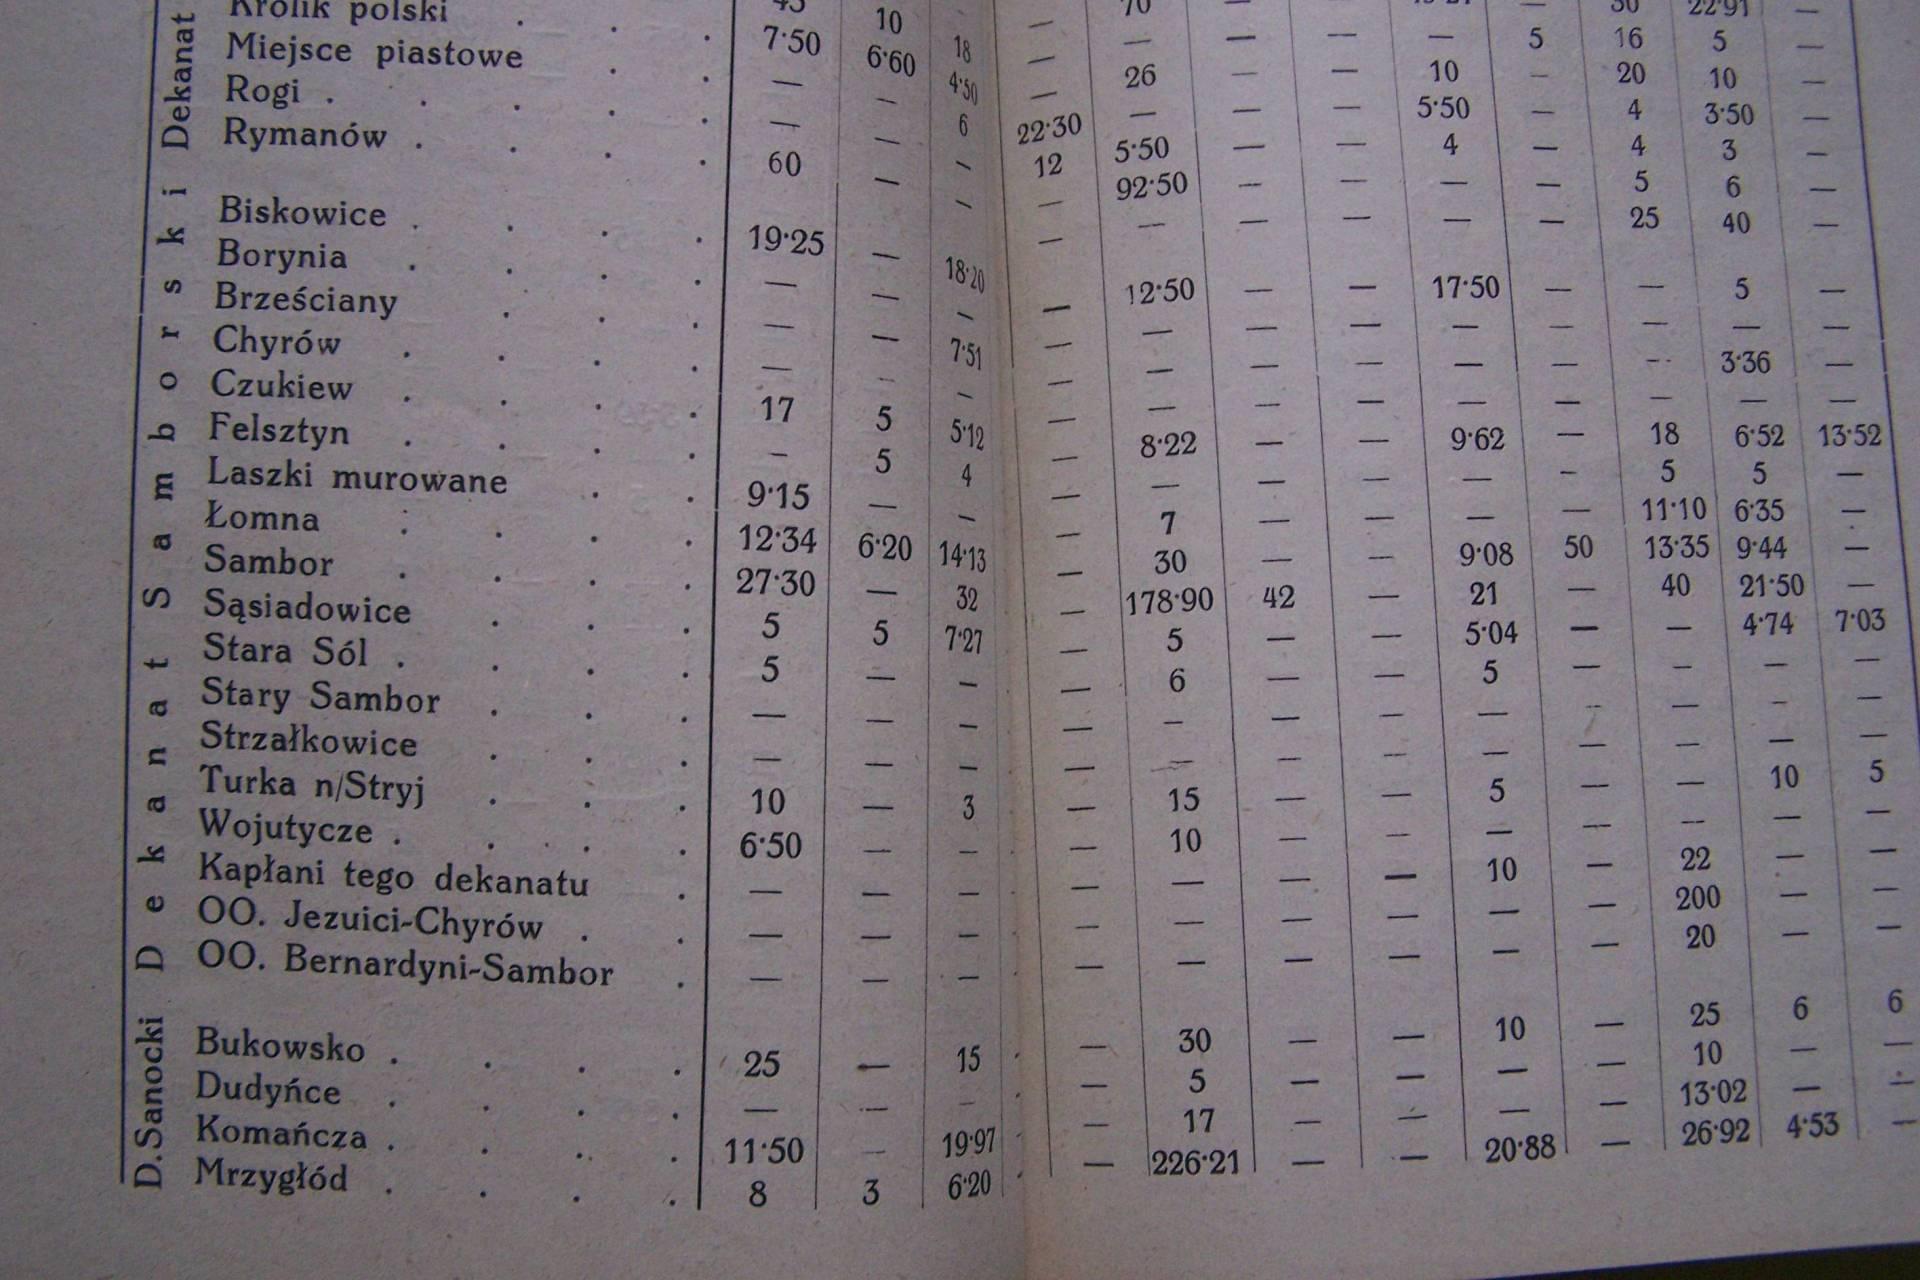 Królik polski . . . 7·50 6·60 4·50 22·30 — — — 5·50 — 4 3·50 —
Miejsce piastowe . . — — 6 12 5·50 — — 4 — 4 3 —
Rogi . . . . . — — — — 92·50 — — — — 5 6 —
Rymanów . . . . 60 — — — — — — — — 25 40 —
Biskowice . . . . 19·25 — 18·20 — 12·50 — — 17·50 — — 5 —
Borynia . . . . — — — — — — — — — — — —
Brześciany . . . — — 7·51 — — — — — — — 3·36 —
Chyrów . . . . — — — — — — — — — — — —
Czukiew . . . . 17 5 5·12 — 8·22 — — 9·62 — 18 6·52 13·52
Felsztyn . . . . — 5 4 — — — — — — 5 5 —
Laszki murowane . . 9·15 — — — 7 — — — — 11·10 6·35 —
Łomna . . . . 12·34 6·20 14·13 — 30 — — 9·08 50 13·35 9·44 —
Sambor . . . . 27·30 — 32 — 178·90 42 — 21 — 40 21·50 —
Sąsiadowice . . . 5 5 7·27 — 5 — — 5·04 — — 4·74 7·03
Stara Sól . . . . 5 — — — 6 — — 5 — — — —
Stary Sambor . . . — — — — — — — — — — — —
Strzałkowice . . . — — — — — — — — — — — —
Turka n/Stryj . . . 10 — 3 — 15 — — 5 — — 10 5
Wojutycze . . . . 6·50 — — — 10 — — — — — — —
Kapłani tego dekanatu . — — — — — — — 10 — 22 — —
OO. Jezuici-Chyrów . . — — — — — — — — — 200 — —
OO. Bernardyni-Sambor . — — — — — — — — — 20 — —
Bukowsko . . . . 25 — 15 — 30 — — 10 — 25 6 6
Dudyńce . . . . — — — — 5 — — — — 10 — —
Komańcza . . . . 11·50 — 19·97 — 17 — — — — 13·02 — —
Mrzygłód . . . . 8 3 6·20 — 226·21 — — 20·88 — 26·92 4·53 —
10 18 — 26 — — 10 — 20 10 —
— — — — — 5 16 5 —
Dekanat
Dekanat Samborski
D. Sanocki